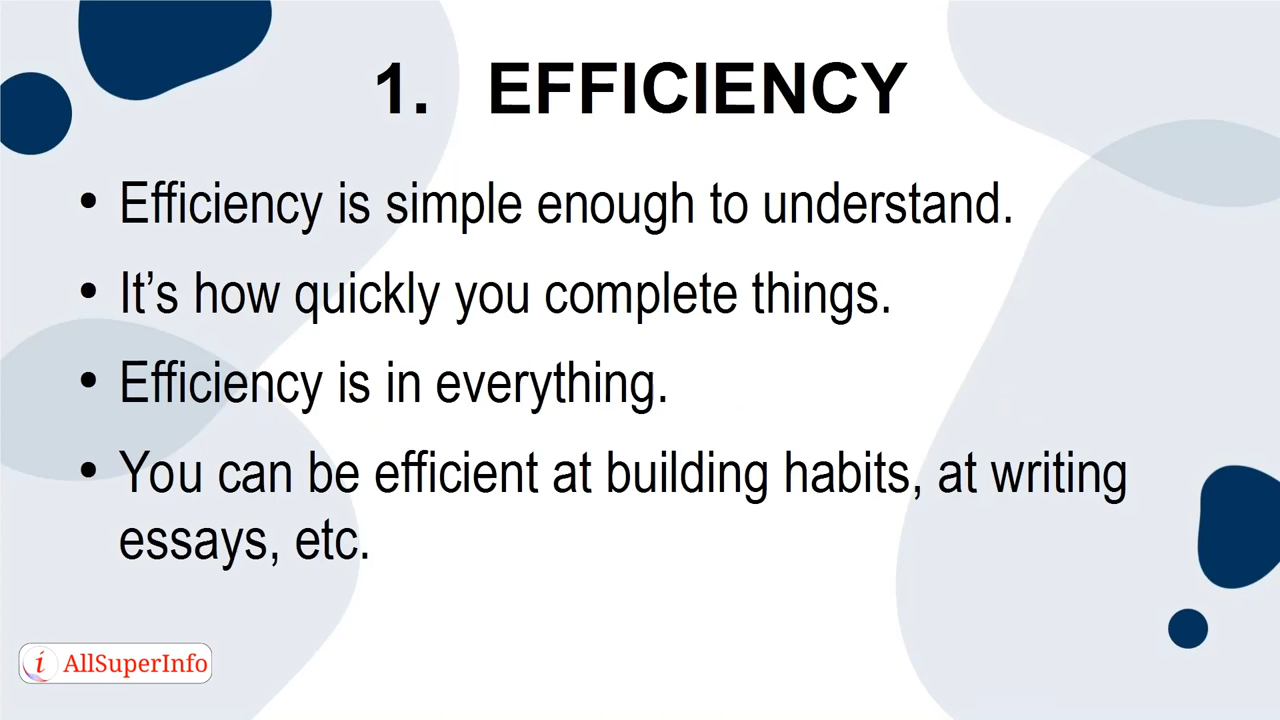 1. EFFICIENCY
• Efficiency is simple enough to understand.
• It’s how quickly you complete things.
• Efficiency is in everything.
• You can be efficient at building habits, at writing
essays, etc.
i AllSuperInfo